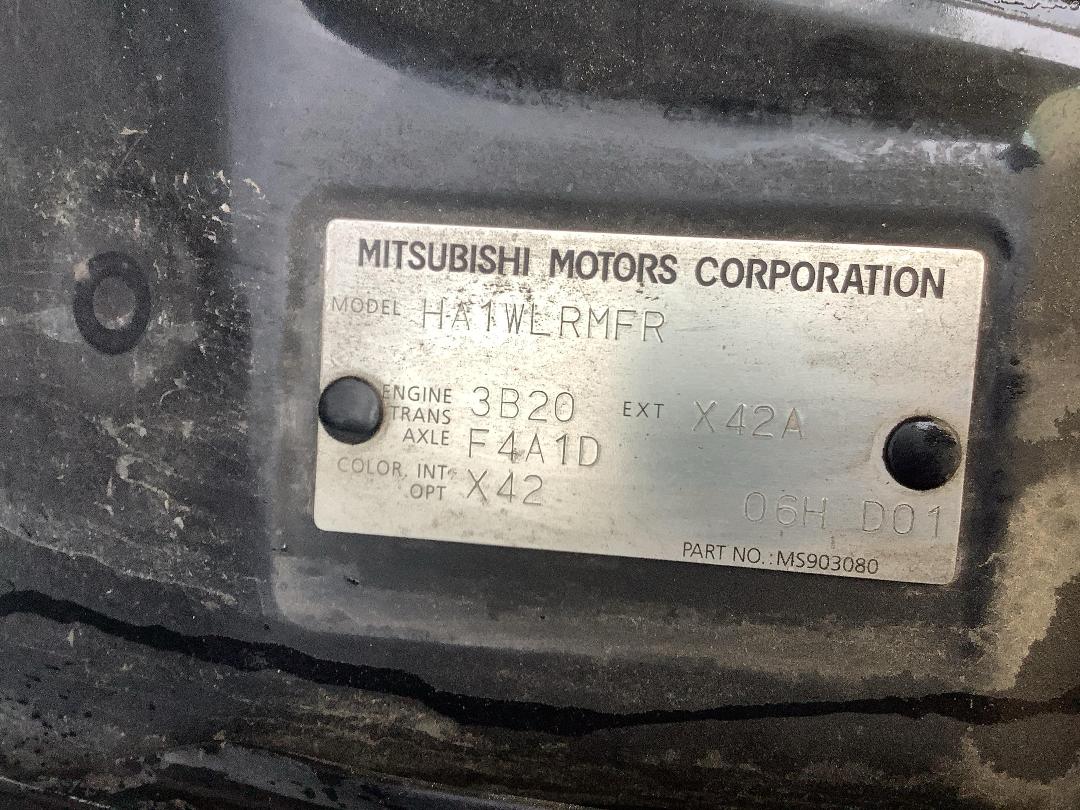 MITSUBISHI MOTORS CORPORATION
MODEL HA1WLRMFR
ENGINE 3B20 EXT X42A
TRANS
AXLE F4A1D
COLOR, INT X42
OPT
06H D01
PART NO.:MS903080